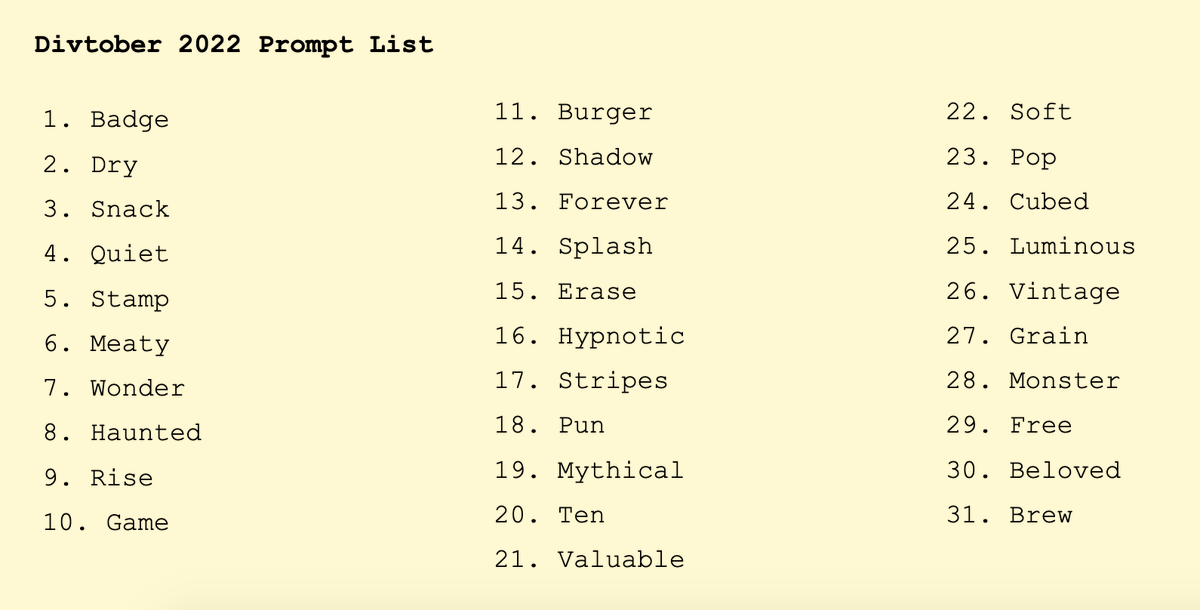 Divtober 2022 Prompt List
1. Badge
2. Dry
3. Snack
4. Quiet
5. Stamp
6. Meaty
7. Wonder
8. Haunted
9. Rise
10. Game
11. Burger
12. Shadow
13. Forever
14. Splash
15. Erase
16. Hypnotic
17. Stripes
18. Pun
19. Mythical
20. Ten
21. Valuable
22. Soft
23. Pop
24. Cubed
25. Luminous
26. Vintage
27. Grain
28. Monster
29. Free
30. Beloved
31. Brew